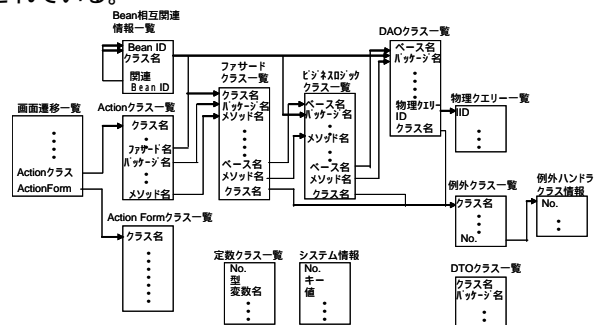 されている。
Bean相互関連
情報一覧
Bean ID
クラス名
関連
Bean ID
DAOクラス一覧
ベース名
パッケージ名
物理クエリー
ID
クラス名
ファサード
クラス一覧
クラス名
パッケージ名
メソッド名
ベース名
メソッド名
クラス名
ビジネスロジック
クラス一覧
ベース名
パッケージ名
メソッド名
ベース名
メソッド名
クラス名
物理クエリー一覧
IID
画面遷移一覧
Actionクラス
ActionForm
Actionクラス一覧
クラス名
ファサード名
パッケージ名
メソッド名
例外クラス一覧
クラス名
No.
例外ハンドラ
クラス情報
No.
Action Formクラス一覧
クラス名
定数クラス一覧
No.
型
変数名
システム情報
No.
キー
値
DTOクラス一覧
クラス名
パッケージ名